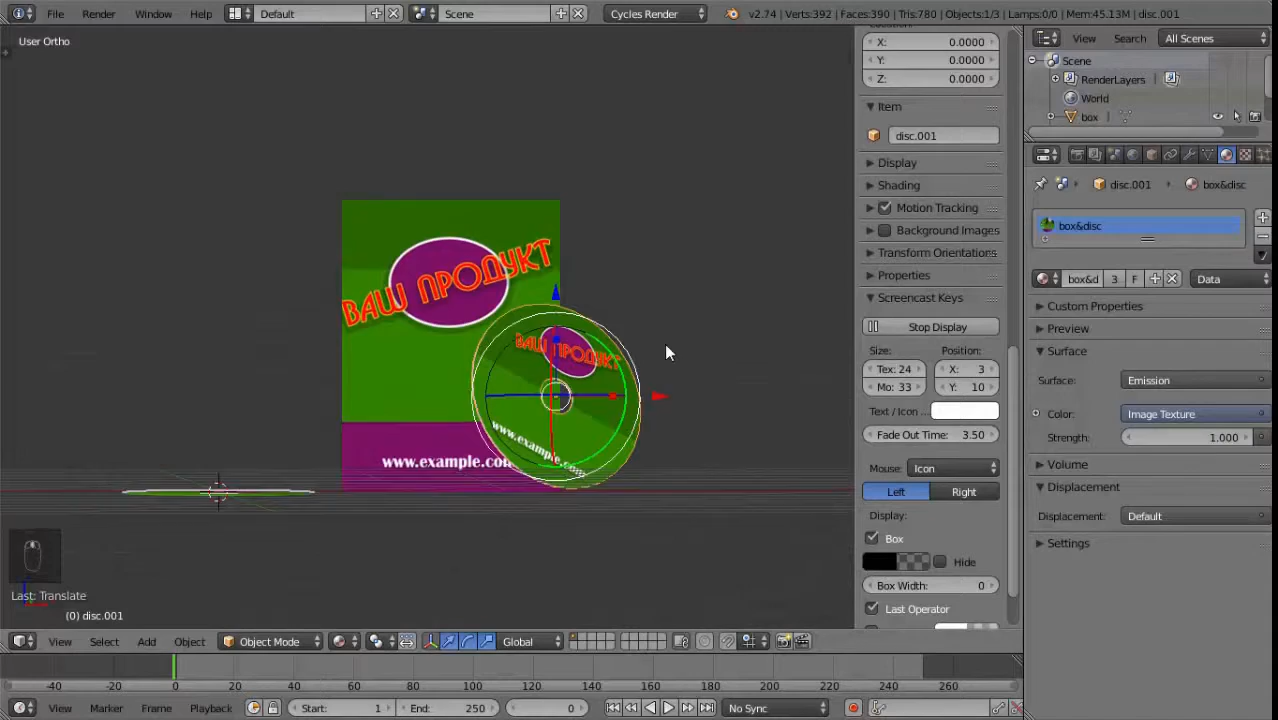 File Render Window Help Default Scene Cycles Render v2.74 | Verts:392 | Faces:390 | Tris:780 | Objects:1/3 | Lamps:0/0 | Mem:45.13M | disc.001
User Ortho
ВАШ ПРОДУКТ
www.example.com
ВАШ ПРОДУКТ
www.example.com
Last: Translate
(0) disc.001
View Select Add Object Object Mode Global
-40 -20 0 20 40 60 80 100 120 140 160 180 200 220 240 260
View Marker Frame Playback Start: 1 End: 250 0 No Sync
Location:
X: 0.0000
Y: 0.0000
Z: 0.0000
Item
disc.001
Display
Shading
Motion Tracking
Background Images
Transform Orientations
Properties
Screencast Keys
Stop Display
Size: Position:
Tex: 24 X: 3
Mo: 33 Y: 10
Text / Icon
Fade Out Time: 3.50
Mouse: Icon
Left Right
Display:
Box
Hide
Box Width: 0
Last Operator
View Search All Scenes
Scene
RenderLayers
World
box
disc.001 box&disc
box&disc
box&d 3 F Data
Custom Properties
Preview
Surface
Surface: Emission
Color: Image Texture
Strength: 1.000
Volume
Displacement
Displacement: Default
Settings